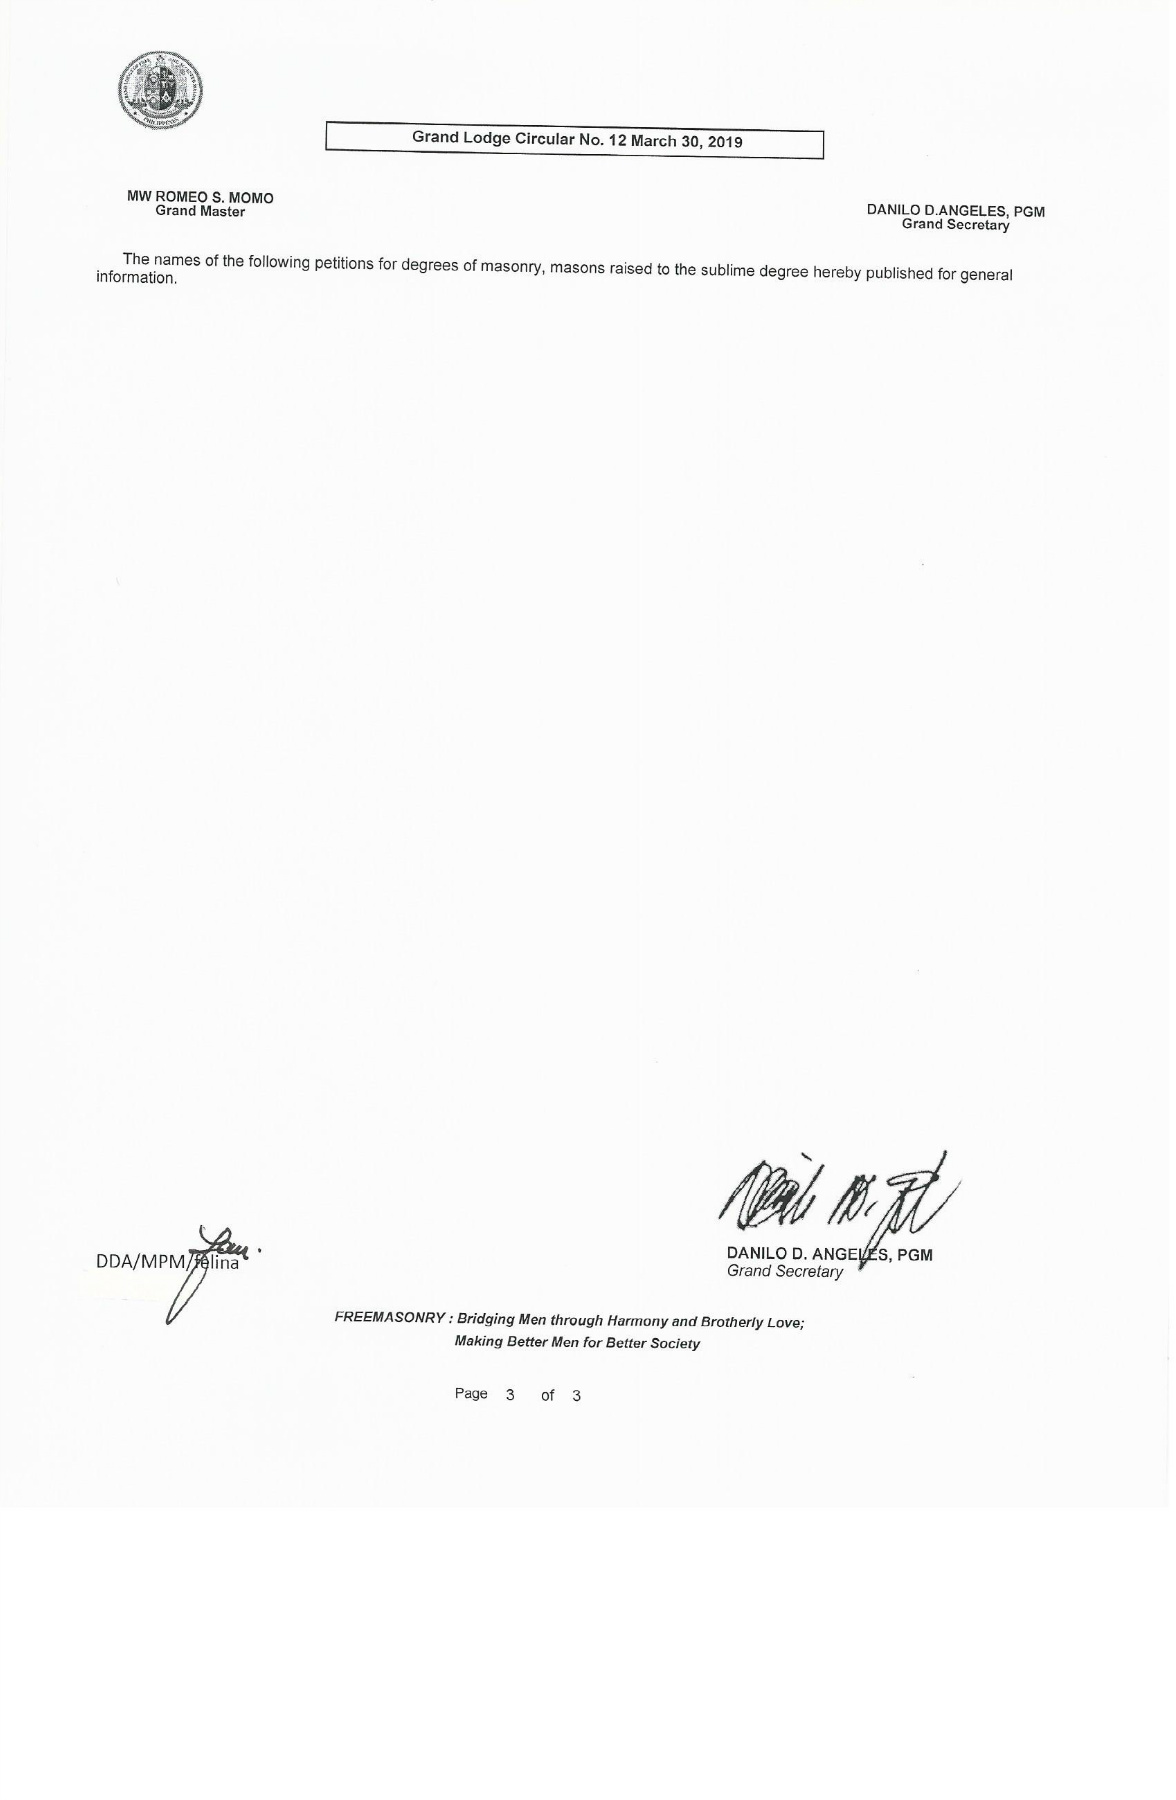 PHILIPPINES
Grand Lodge Circular No. 12 March 30, 2019
MW ROMEO S. MOMO
Grand Master
DANILO D.ANGELES, PGM
Grand Secretary
The names of the following petitions for degrees of masonry, masons raised to the sublime degree hereby published for general
information.
DDA/MPM/felina
DANILO D. ANGELES, PGM
Grand Secretary
FREEMASONRY : Bridging Men through Harmony and Brotherly Love;
Making Better Men for Better Society
Page 3 of 3